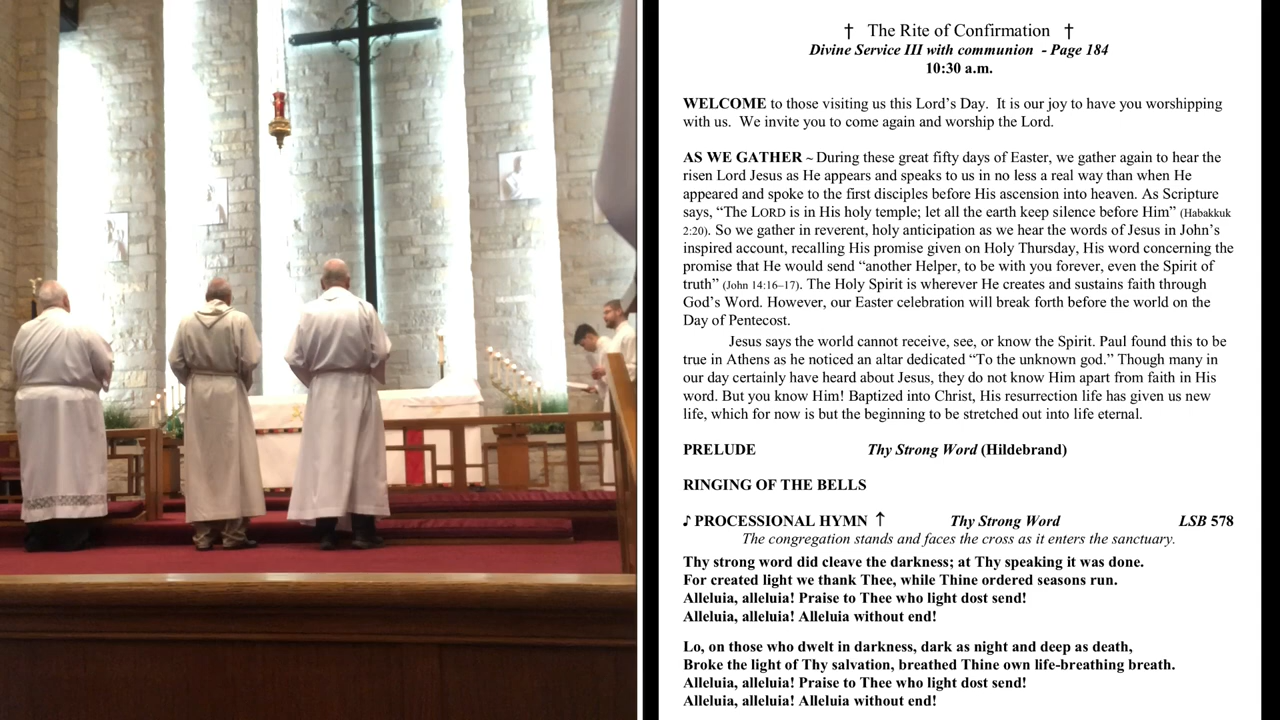 † The Rite of Confirmation †
Divine Service III with communion - Page 184
10:30 a.m.
WELCOME to those visiting us this Lord’s Day. It is our joy to have you worshipping
with us. We invite you to come again and worship the Lord.
AS WE GATHER ~ During these great fifty days of Easter, we gather again to hear the
risen Lord Jesus as He appears and speaks to us in no less a real way than when He
appeared and spoke to the first disciples before His ascension into heaven. As Scripture
says, “The LORD is in His holy temple; let all the earth keep silence before Him” (Habakkuk
2:20). So we gather in reverent, holy anticipation as we hear the words of Jesus in John’s
inspired account, recalling His promise given on Holy Thursday, His word concerning the
promise that He would send “another Helper, to be with you forever, even the Spirit of
truth” (John 14:16–17). The Holy Spirit is wherever He creates and sustains faith through
God’s Word. However, our Easter celebration will break forth before the world on the
Day of Pentecost.
Jesus says the world cannot receive, see, or know the Spirit. Paul found this to be
true in Athens as he noticed an altar dedicated “To the unknown god.” Though many in
our day certainly have heard about Jesus, they do not know Him apart from faith in His
word. But you know Him! Baptized into Christ, His resurrection life has given us new
life, which for now is but the beginning to be stretched out into life eternal.
PRELUDE Thy Strong Word (Hildebrand)
RINGING OF THE BELLS
♪ PROCESSIONAL HYMN ↑ Thy Strong Word LSB 578
The congregation stands and faces the cross as it enters the sanctuary.
Thy strong word did cleave the darkness; at Thy speaking it was done.
For created light we thank Thee, while Thine ordered seasons run.
Alleluia, alleluia! Praise to Thee who light dost send!
Alleluia, alleluia! Alleluia without end!
Lo, on those who dwelt in darkness, dark as night and deep as death,
Broke the light of Thy salvation, breathed Thine own life-breathing breath.
Alleluia, alleluia! Praise to Thee who light dost send!
Alleluia, alleluia! Alleluia without end!